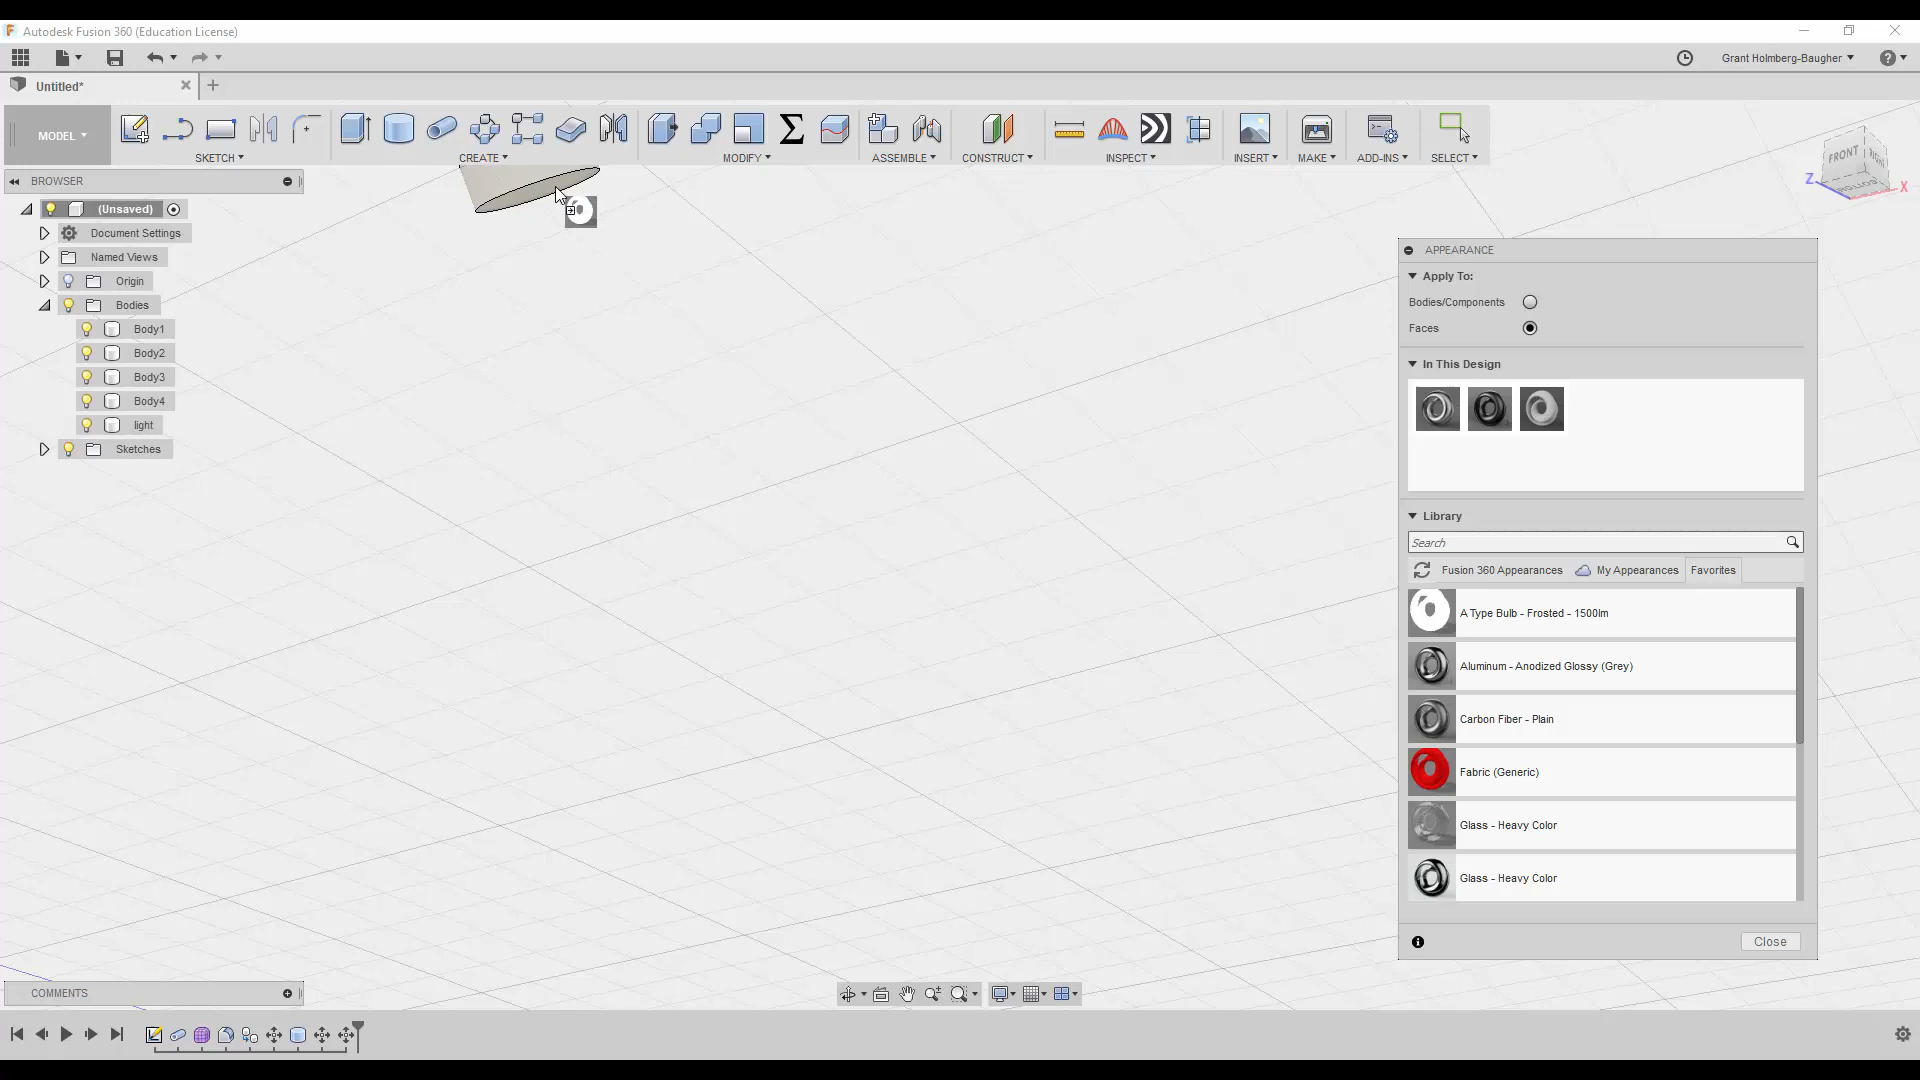 Autodesk Fusion 360 (Education License)
Grant Holmberg-Baugher
Untitled*
MODEL
SKETCH
CREATE
MODIFY
ASSEMBLE
CONSTRUCT
INSPECT
INSERT
MAKE
ADD-INS
SELECT
FRONT
RIGHT
BOTTOM
Z
X
BROWSER
(Unsaved)
Document Settings
Named Views
Origin
Bodies
Body1
Body2
Body3
Body4
light
Sketches
APPEARANCE
Apply To:
Bodies/Components
Faces
In This Design
Library
Search
Fusion 360 Appearances My Appearances Favorites
A Type Bulb - Frosted - 1500lm
Aluminum - Anodized Glossy (Grey)
Carbon Fiber - Plain
Fabric (Generic)
Glass - Heavy Color
Glass - Heavy Color
Close
COMMENTS